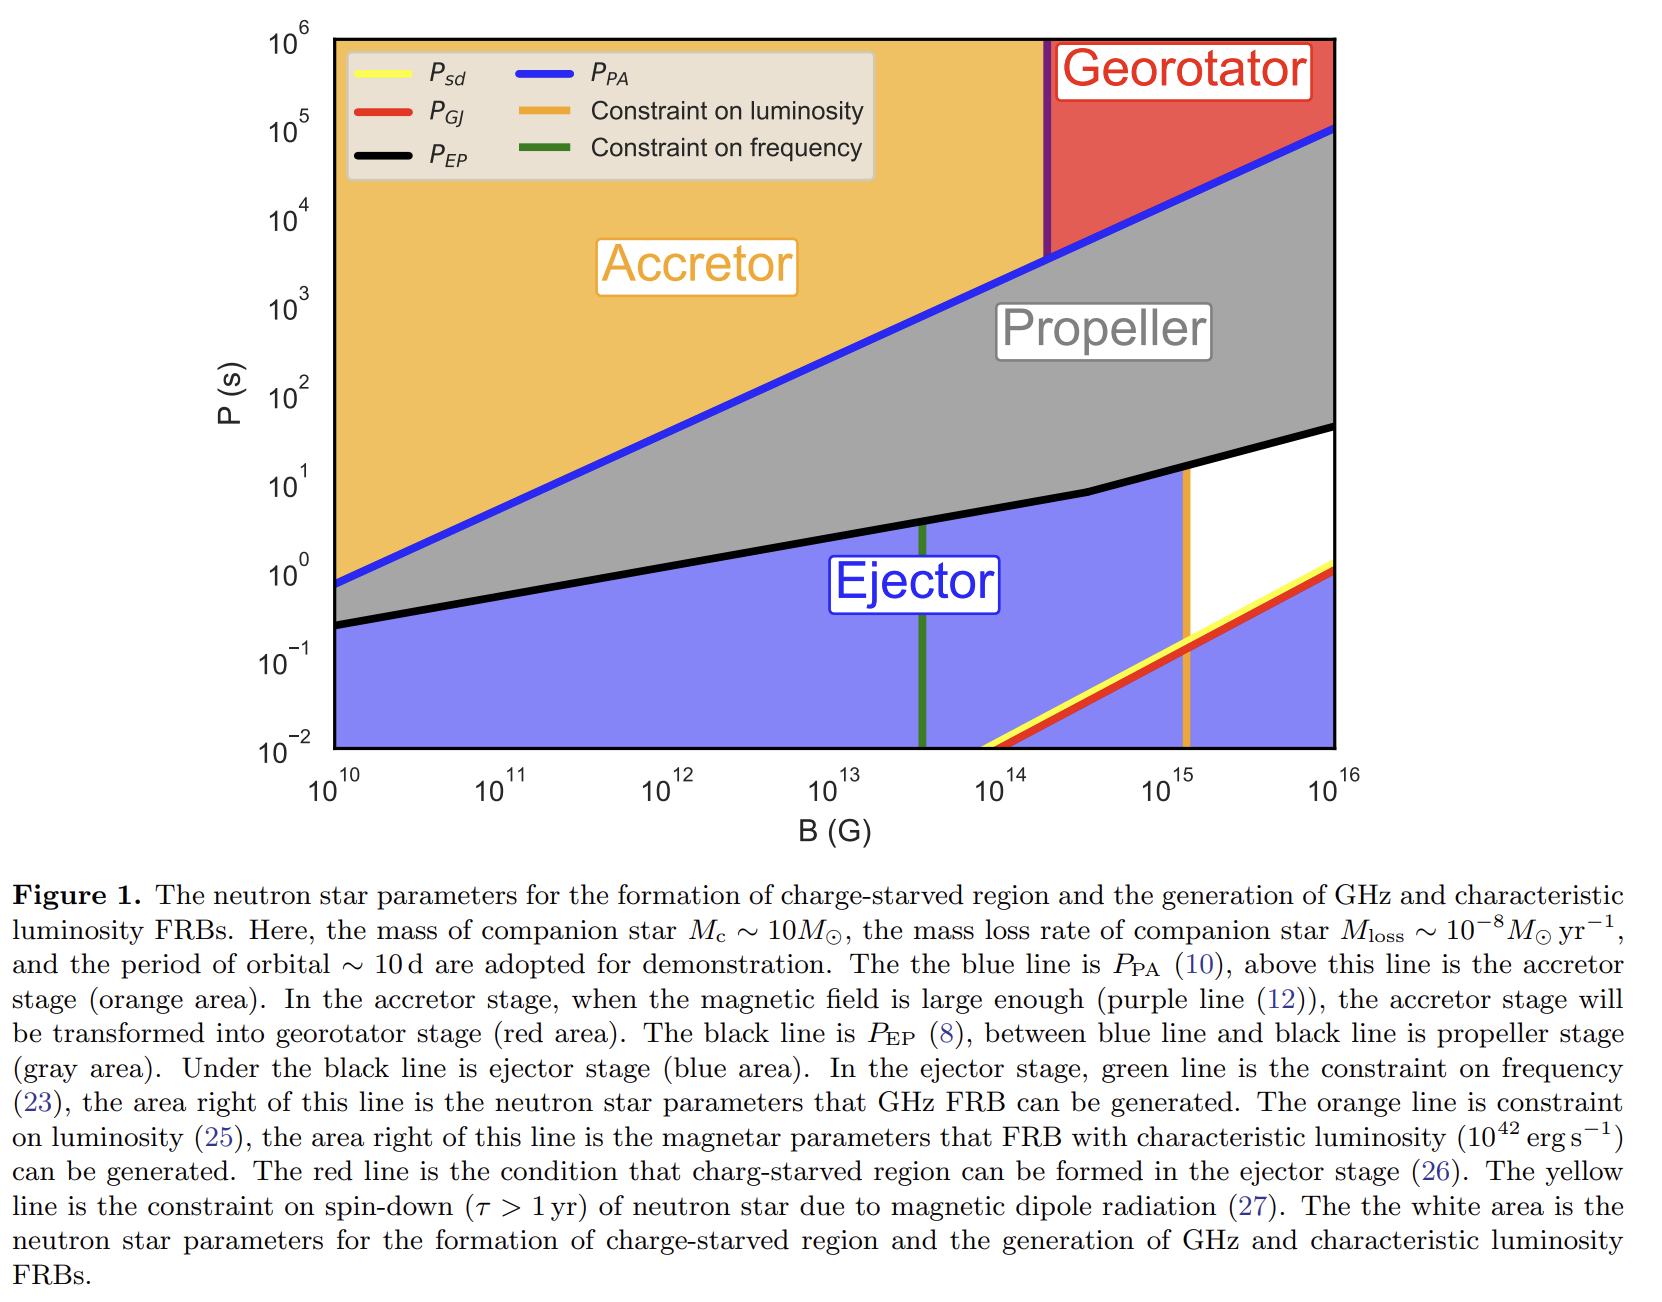 10^6
10^5
10^4
10^3
10^2
10^1
10^0
10^−1
10^−2
P (s)
P_sd
P_GJ
P_EP
P_PA
Constraint on luminosity
Constraint on frequency
Georotator
Accretor
Propeller
Ejector
10^10 10^11 10^12 10^13 10^14 10^15 10^16
B (G)
Figure 1. The neutron star parameters for the formation of charge-starved region and the generation of GHz and characteristic
luminosity FRBs. Here, the mass of companion star M_c ∼ 10M_⊙, the mass loss rate of companion star M_loss ∼ 10^−8 M_⊙ yr^−1,
and the period of orbital ∼ 10 d are adopted for demonstration. The the blue line is P_PA (10), above this line is the accretor
stage (orange area). In the accretor stage, when the magnetic field is large enough (purple line (12)), the accretor stage will
be transformed into georotator stage (red area). The black line is P_EP (8), between blue line and black line is propeller stage
(gray area). Under the black line is ejector stage (blue area). In the ejector stage, green line is the constraint on frequency
(23), the area right of this line is the neutron star parameters that GHz FRB can be generated. The orange line is constraint
on luminosity (25), the area right of this line is the magnetar parameters that FRB with characteristic luminosity (10^42 erg s^−1)
can be generated. The red line is the condition that charg-starved region can be formed in the ejector stage (26). The yellow
line is the constraint on spin-down (τ > 1 yr) of neutron star due to magnetic dipole radiation (27). The the white area is the
neutron star parameters for the formation of charge-starved region and the generation of GHz and characteristic luminosity
FRBs.